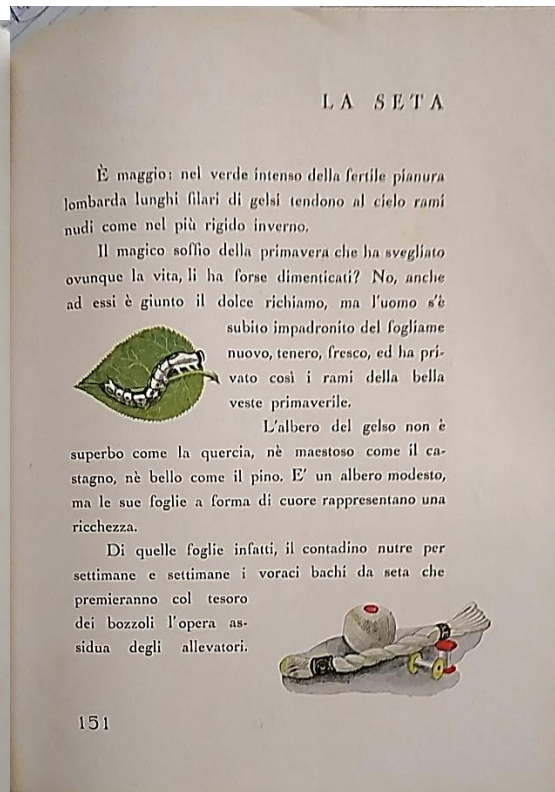 LA SETA
È maggio: nel verde intenso della fertile pianura
lombarda lunghi filari di gelsi tendono al cielo rami
nudi come nel più rigido inverno.
Il magico soffio della primavera che ha svegliato
ovunque la vita, li ha forse dimenticati? No, anche
ad essi è giunto il dolce richiamo, ma l'uomo s'è
subito impadronito del fogliame
nuovo, tenero, fresco, ed ha pri-
vato così i rami della bella
veste primaverile.
L'albero del gelso non è
superbo come la quercia, nè maestoso come il ca-
stagno, nè bello come il pino. E' un albero modesto,
ma le sue foglie a forma di cuore rappresentano una
ricchezza.
Di quelle foglie infatti, il contadino nutre per
settimane e settimane i voraci bachi da seta che
premieranno col tesoro
dei bozzoli l'opera as-
sidua degli allevatori.
151